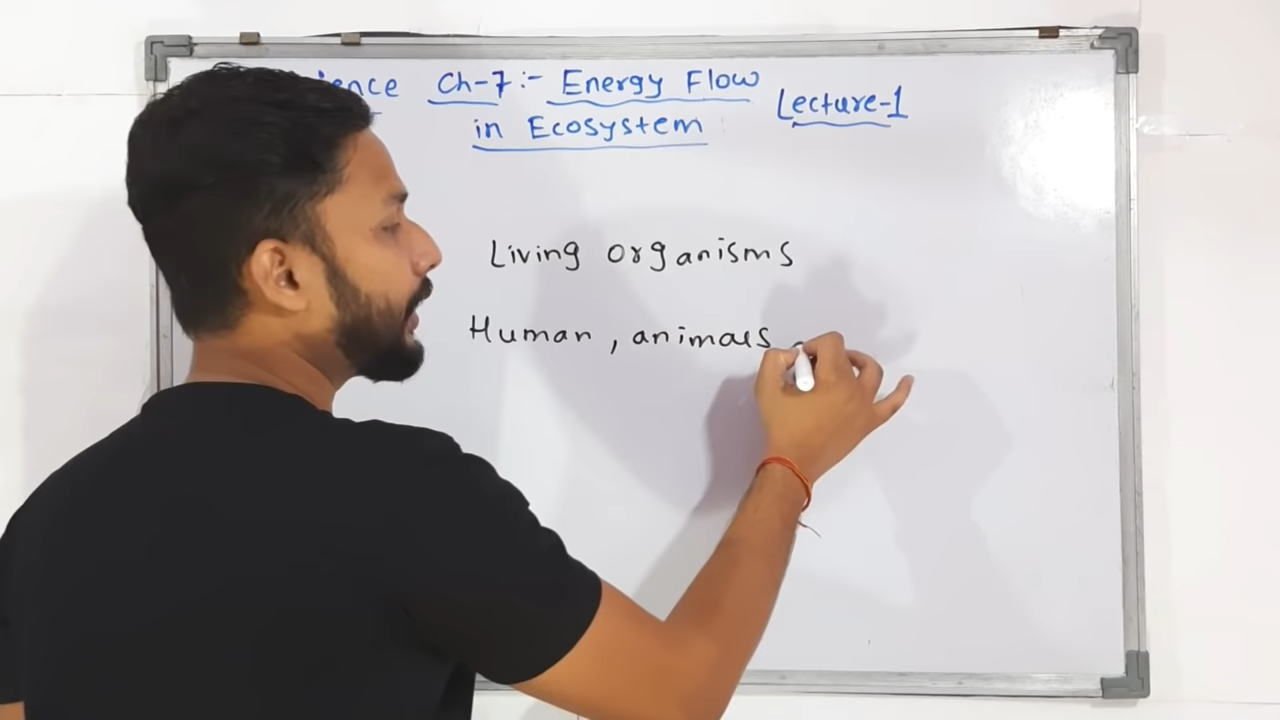 Ch-7:- Energy Flow
in Ecosystem
Lecture-1
Living organisms
Human, animals